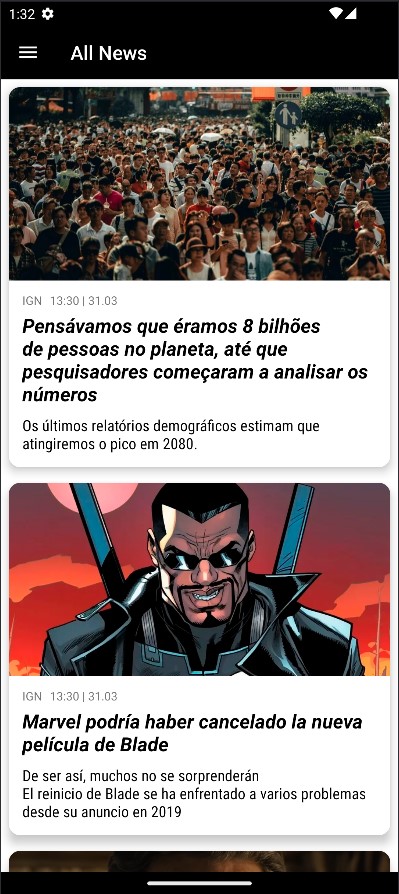 1:32
All News
IGN 13:30 | 31.03
Pensávamos que éramos 8 bilhões
de pessoas no planeta, até que
pesquisadores começaram a analisar os
números
Os últimos relatórios demográficos estimam que
atingiremos o pico em 2080.
IGN 13:30 | 31.03
Marvel podría haber cancelado la nueva
película de Blade
De ser así, muchos no se sorprenderán
El reinicio de Blade se ha enfrentado a varios problemas
desde su anuncio en 2019